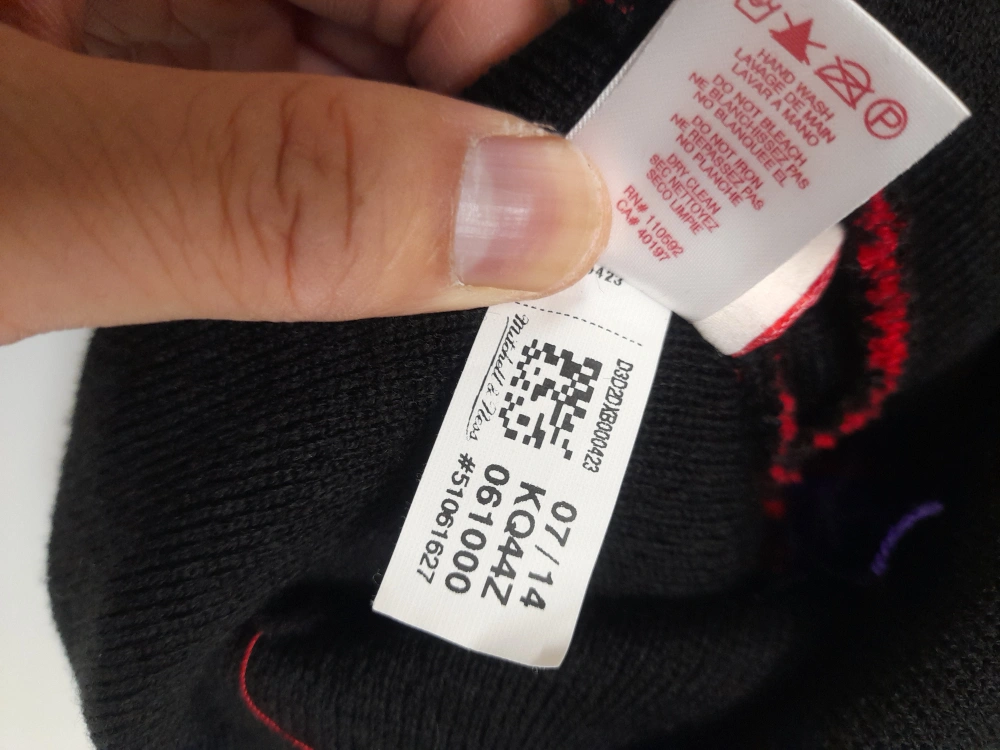 HAND WASH
LAVAGE DE MAIN
LAVAR A MANO
DO NOT BLEACH
NE BLANCHISSEZ PAS
NO BLANQUEE EL
DO NOT IRON
NE REPASSEZ PAS
NO PLANCHE
DRY CLEAN
SEC NETTOYEZ
SECO LIMPIE
RN# 110592
CA# 40197
P
423
D3D2DXB000423
Mitchell & Ness
07/14
KQ44Z
061000
#51061627